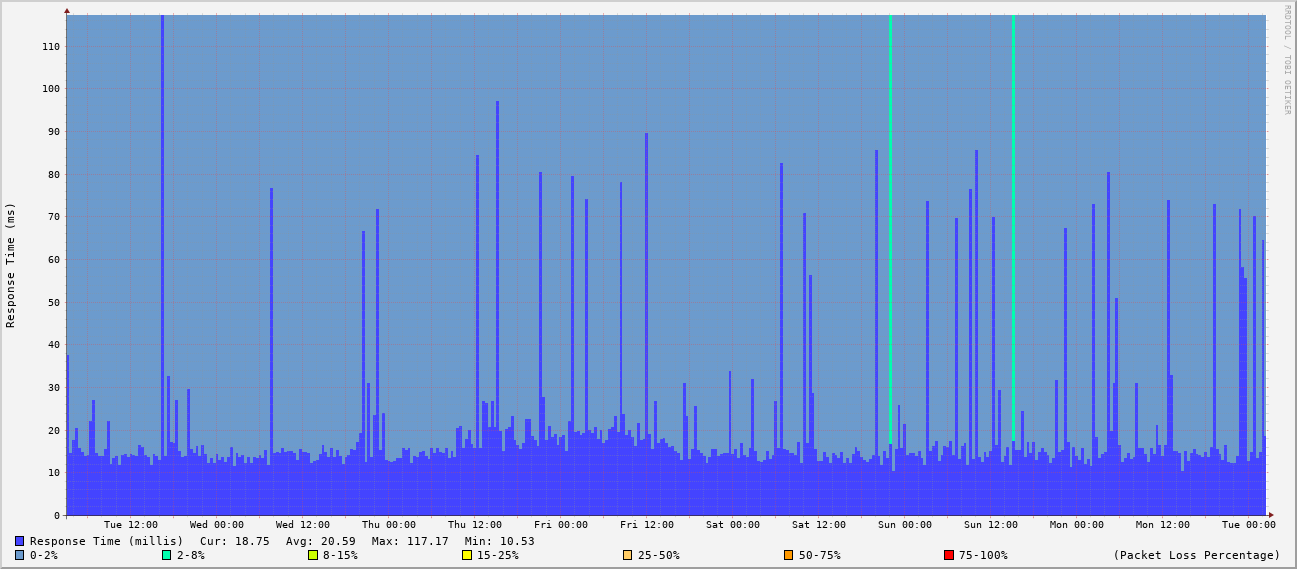 RRDTOOL / TOBI OETIKER
Response Time (ms)
110
100
90
80
70
60
50
40
30
20
10
0
Tue 12:00 Wed 00:00 Wed 12:00 Thu 00:00 Thu 12:00 Fri 00:00 Fri 12:00 Sat 00:00 Sat 12:00 Sun 00:00 Sun 12:00 Mon 00:00 Mon 12:00 Tue 00:00
Response Time (millis) Cur: 18.75 Avg: 20.59 Max: 117.17 Min: 10.53
0-2% 2-8% 8-15% 15-25% 25-50% 50-75% 75-100% (Packet Loss Percentage)